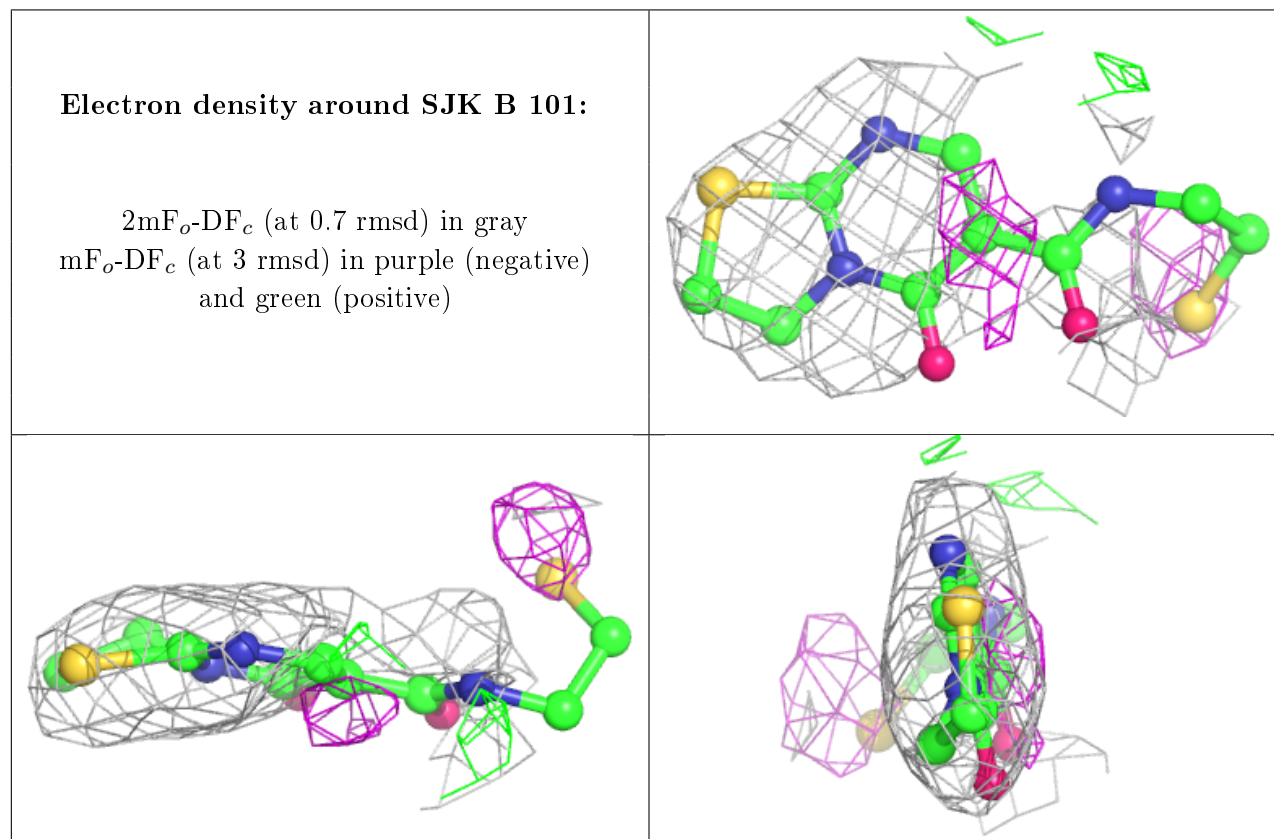 Electron density around SJK B 101:
2mFₒ-DF𝒸 (at 0.7 rmsd) in gray
mFₒ-DF𝒸 (at 3 rmsd) in purple (negative)
and green (positive)